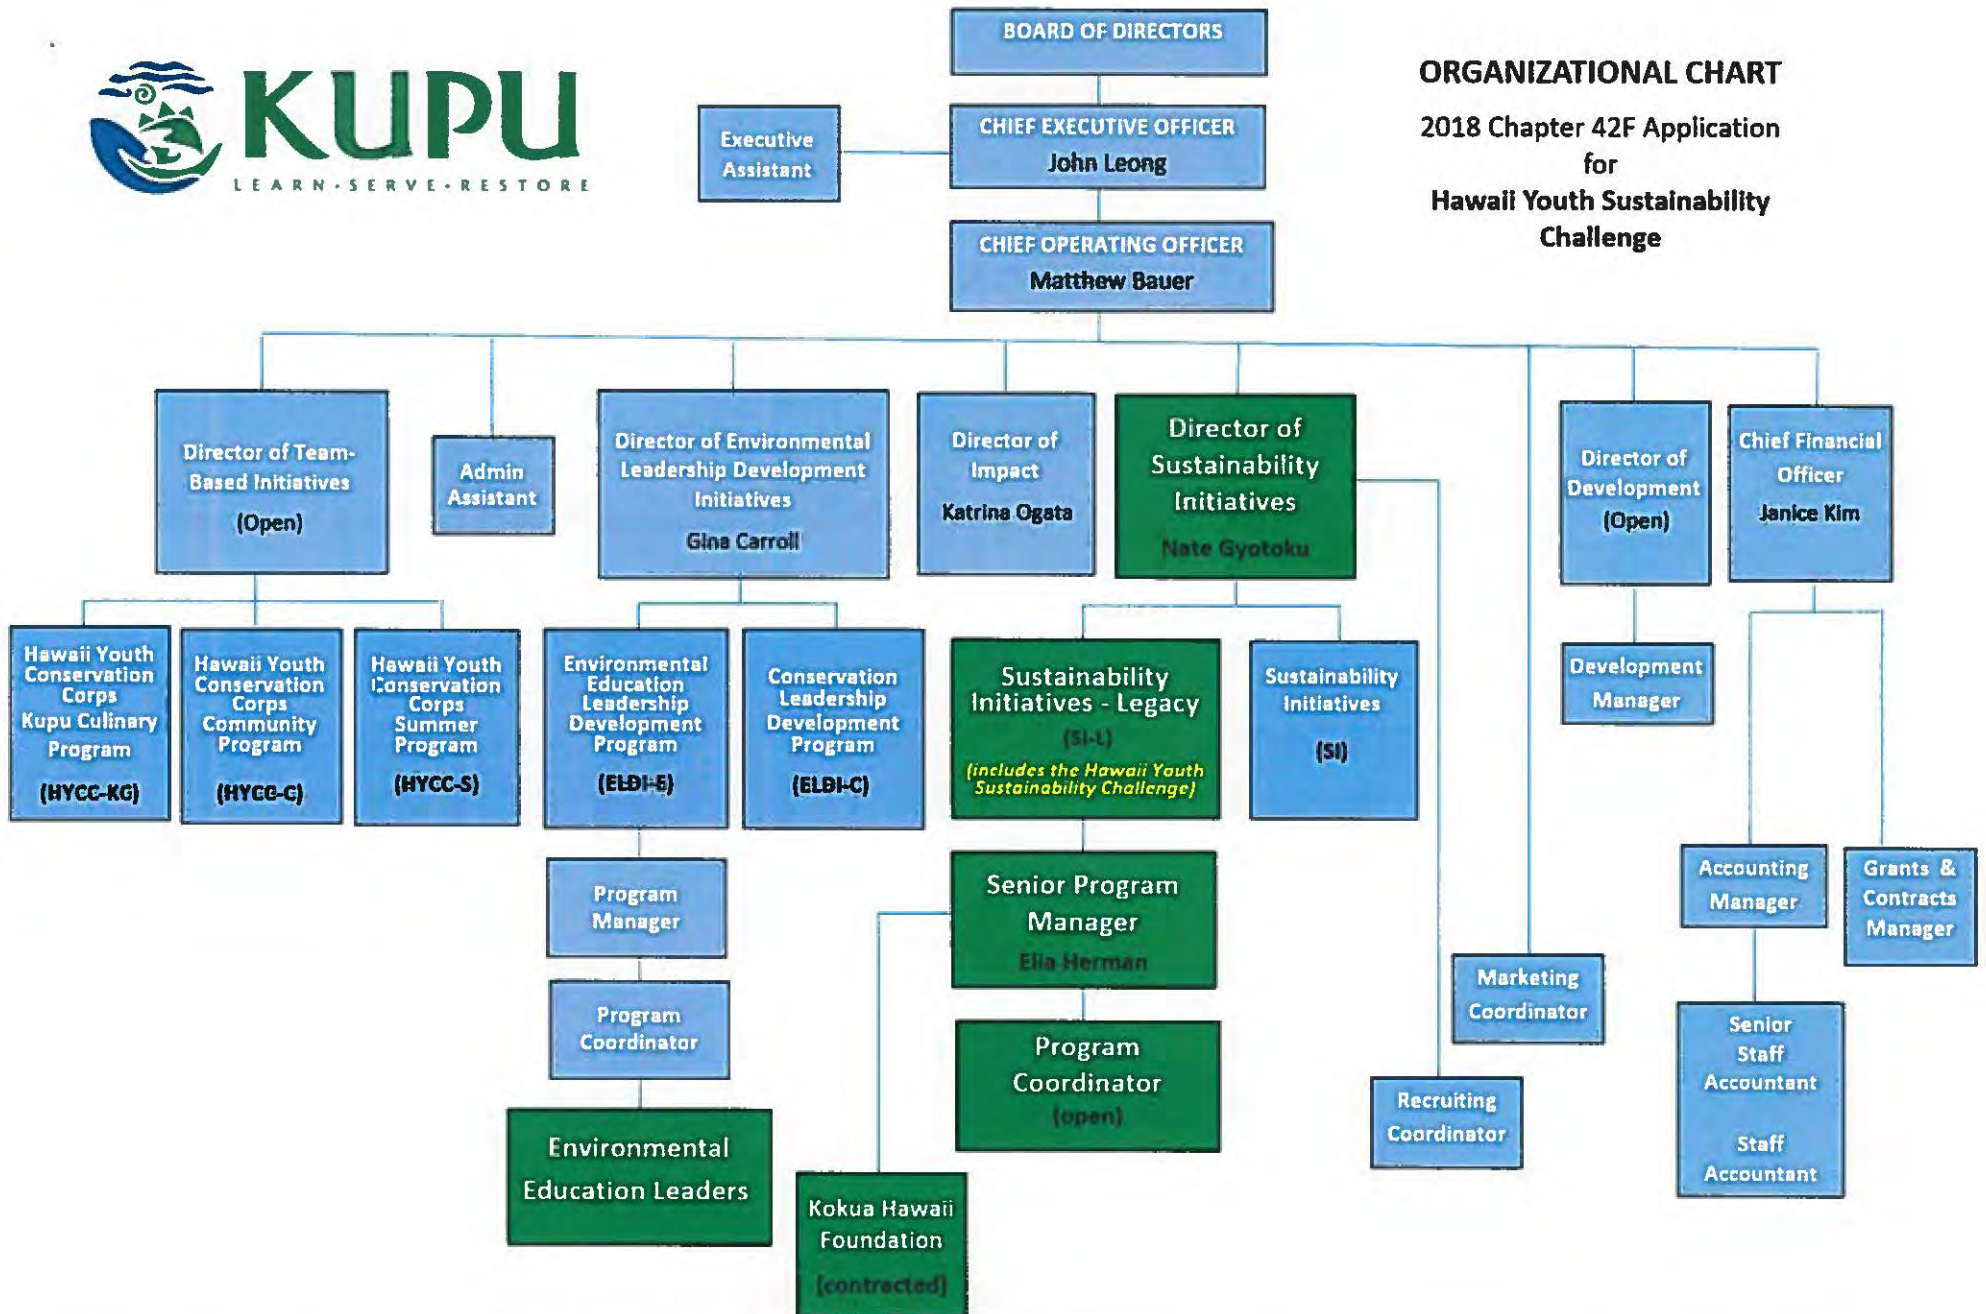 KUPU
LEARN · SERVE · RESTORE
ORGANIZATIONAL CHART
2018 Chapter 42F Application
for
Hawaii Youth Sustainability
Challenge
BOARD OF DIRECTORS
Executive
Assistant
CHIEF EXECUTIVE OFFICER
John Leong
CHIEF OPERATING OFFICER
Matthew Bauer
Director of Team-
Based Initiatives
(Open)
Admin
Assistant
Director of Environmental
Leadership Development
Initiatives
Gina Carroll
Director of
Impact
Katrina Ogata
Director of
Sustainability
Initiatives
Nate Gyotoku
Director of
Development
(Open)
Chief Financial
Officer
Janice Kim
Hawaii Youth
Conservation
Corps
Kupu Culinary
Program
(HYCC-KC)
Hawaii Youth
Conservation
Corps
Community
Program
(HYCC-C)
Hawaii Youth
Conservation
Corps
Summer
Program
(HYCC-S)
Environmental
Education
Leadership
Development
Program
(ELDI-E)
Conservation
Leadership
Development
Program
(ELDI-C)
Sustainability
Initiatives - Legacy
(SI-L)
(includes the Hawaii Youth
Sustainability Challenge)
Sustainability
Initiatives
(SI)
Development
Manager
Program
Manager
Senior Program
Manager
Elia Herman
Accounting
Manager
Grants &
Contracts
Manager
Program
Coordinator
Marketing
Coordinator
Program
Coordinator
(open)
Senior
Staff
Accountant
Staff
Accountant
Recruiting
Coordinator
Environmental
Education Leaders
Kokua Hawaii
Foundation
(contracted)